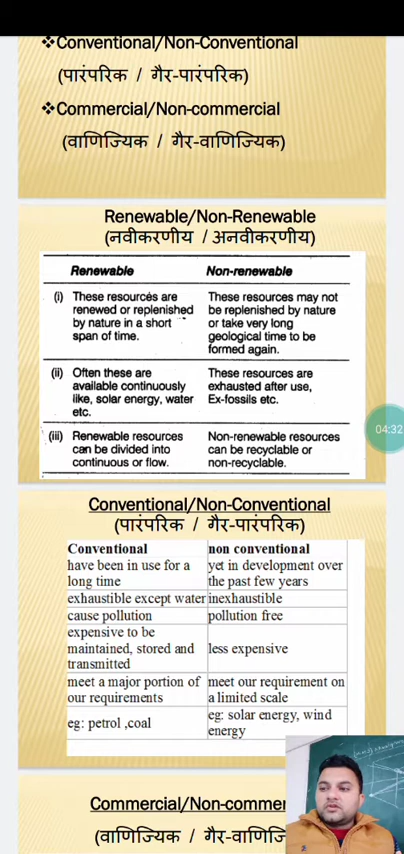 ❖Conventional/Non-Conventional
(पारंपरिक / गैर-पारंपरिक)
❖Commercial/Non-commercial
(वाणिज्यिक / गैर-वाणिज्यिक)
Renewable/Non-Renewable
(नवीकरणीय / अनवीकरणीय)
Renewable Non-renewable
(i) These resources are These resources may not
renewed or replenished be replenished by nature
by nature in a short or take very long
span of time. geological time to be
formed again.
(ii) Often these are These resources are
available continuously exhausted after use,
like, solar energy, water Ex-fossils etc.
etc.
(iii) Renewable resources Non-renewable resources
can be divided into can be recyclable or
continuous or flow. non-recyclable.
04:32
Conventional/Non-Conventional
(पारंपरिक / गैर-पारंपरिक)
Conventional non conventional
have been in use for a yet in development over
long time the past few years
exhaustible except water inexhaustible
cause pollution pollution free
expensive to be
maintained, stored and less expensive
transmitted
meet a major portion of meet our requirement on
our requirements a limited scale
eg: petrol ,coal eg: solar energy, wind
energy
Commercial/Non-commer
(वाणिज्यिक / गैर-वाणिज्